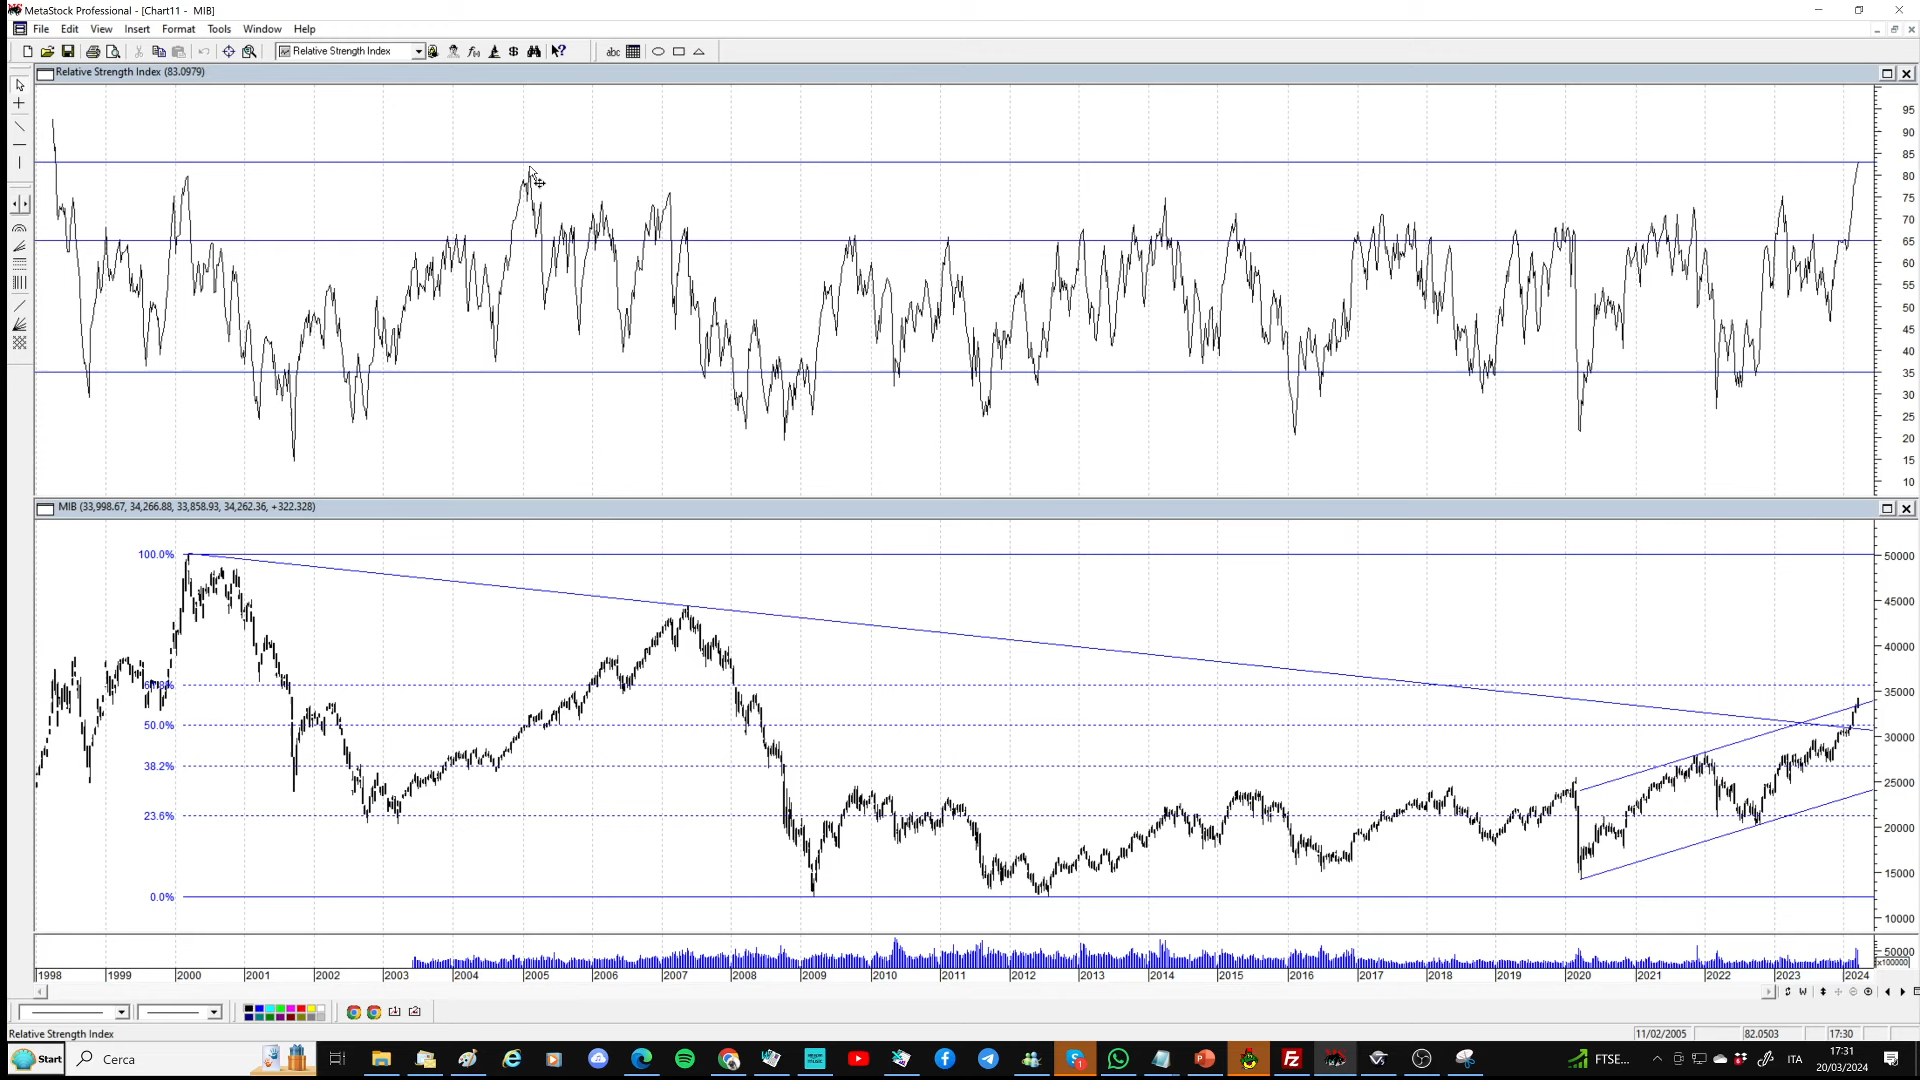 MetaStock Professional - [Chart11 - MIB]
File Edit View Insert Format Tools Window Help
Relative Strength Index
abc
Relative Strength Index (83.0979)
95
90
85
80
75
70
65
60
55
50
45
40
35
30
25
20
15
10
MIB (33,998.67, 34,266.88, 33,858.93, 34,262.36, +322.328)
100.0%
50.0%
38.2%
23.6%
0.0%
50000
45000
40000
35000
30000
25000
20000
15000
10000
50000
x100000
1998 1999 2000 2001 2002 2003 2004 2005 2006 2007 2008 2009 2010 2011 2012 2013 2014 2015 2016 2017 2018 2019 2020 2021 2022 2023 2024
Relative Strength Index
11/02/2005 82.0503 17:30
Start
Cerca
FTSE...
ITA
17:31
20/03/2024